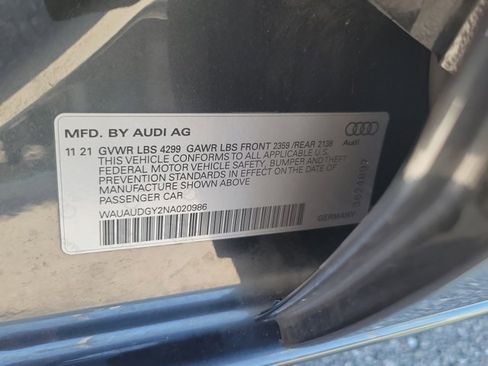 MFD. BY AUDI AG
11 21 GVWR LBS 4299 GAWR LBS FRONT 2359 /REAR 2138
THIS VEHICLE CONFORMS TO ALL APPLICABLE U.S.
FEDERAL MOTOR VEHICLE SAFETY, BUMPER AND THEFT
PREVENTION STANDARDS IN EFFECT ON THE DATE OF
MANUFACTURE SHOWN ABOVE
PASSENGER CAR
WAUAUDGY2NA020986
Audi
GERMANY